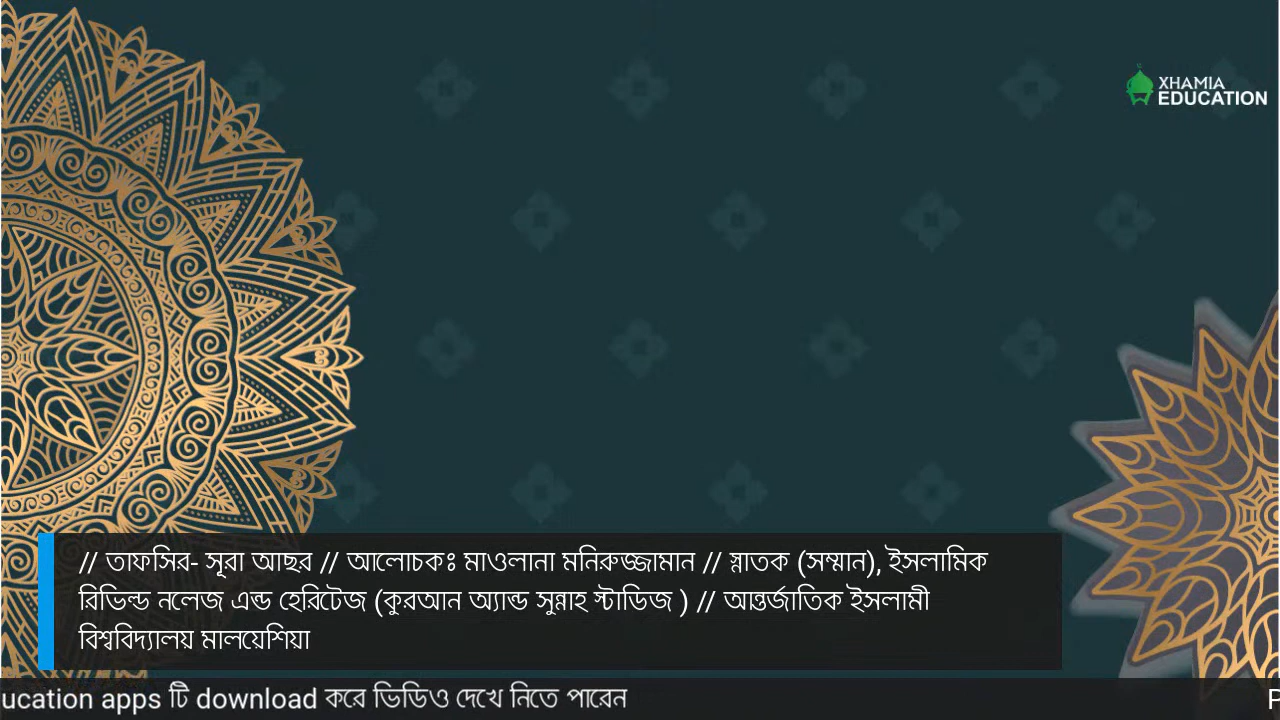 XHAMIA
EDUCATION
// তাফসির- সূরা আছর // আলোচকঃ মাওলানা মনিরুজ্জামান // স্নাতক (সম্মান), ইসলামিক
রিভিল্ড নলেজ এন্ড হেরিটেজ (কুরআন অ্যান্ড সুন্নাহ স্টাডিজ ) // আন্তর্জাতিক ইসলামী
বিশ্ববিদ্যালয় মালয়েশিয়া
ucation apps টি download করে ভিডিও দেখে নিতে পারেন P